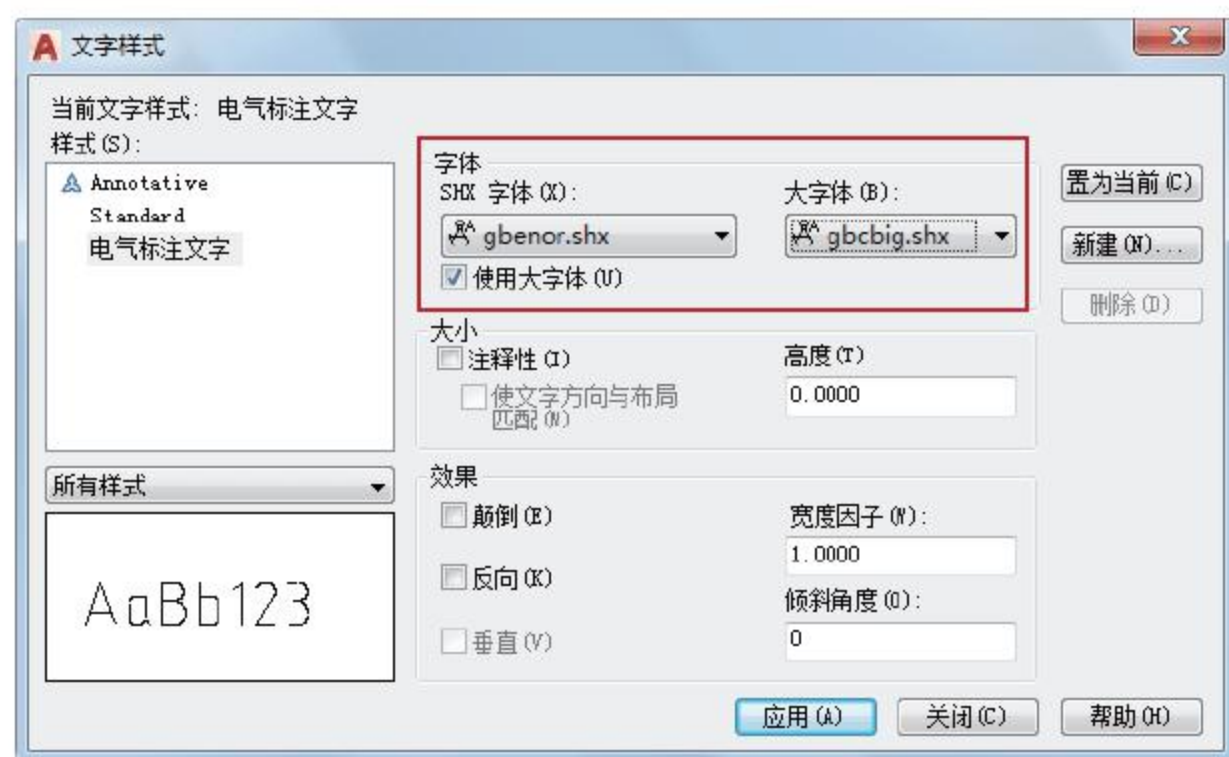 文字样式
当前文字样式: 电气标注文字
样式(S):
Annotative
Standard
电气标注文字
字体
SHX 字体(X):
大字体(B):
gbenor.shx
gbcbig.shx
使用大字体(U)
置为当前(C)
新建(N)...
删除(D)
大小
注释性(I)
使文字方向与布局
匹配(M)
高度(T)
0.0000
所有样式
AaBb123
效果
颠倒(E)
反向(K)
垂直(V)
宽度因子(W):
1.0000
倾斜角度(O):
0
应用(A)
关闭(C)
帮助(H)